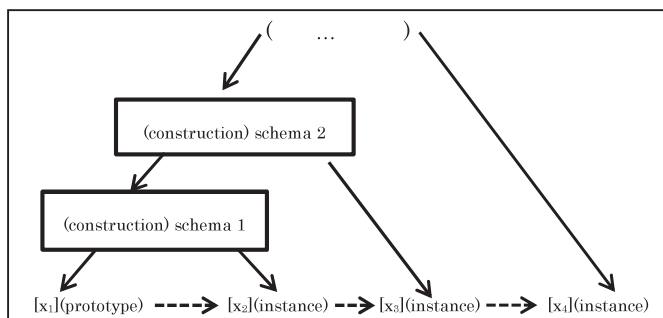 ( … )
(construction) schema 2
(construction) schema 1
[x₁](prototype) [x₂](instance) [x₃](instance) [x₄](instance)